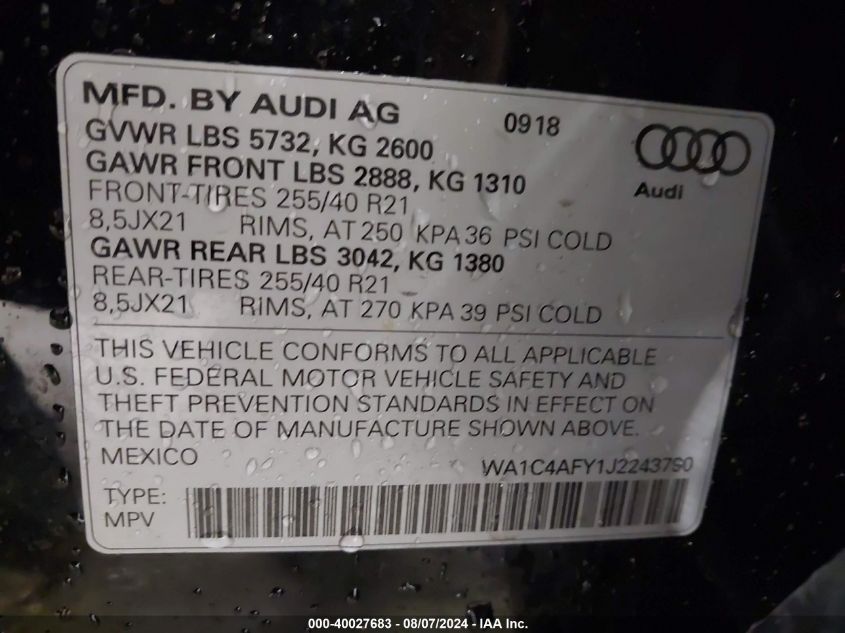 MFD. BY AUDI AG 0918
GVWR LBS 5732, KG 2600
GAWR FRONT LBS 2888, KG 1310
Audi
FRONT-TIRES 255/40 R21
8,5JX21 RIMS, AT 250 KPA 36 PSI COLD
GAWR REAR LBS 3042, KG 1380
REAR-TIRES 255/40 R21
8,5JX21 RIMS, AT 270 KPA 39 PSI COLD
THIS VEHICLE CONFORMS TO ALL APPLICABLE
U.S. FEDERAL MOTOR VEHICLE SAFETY AND
THEFT PREVENTION STANDARDS IN EFFECT ON
THE DATE OF MANUFACTURE SHOWN ABOVE.
MEXICO WA1C4AFY1J2243790
TYPE:
MPV
000-40027683 - 08/07/2024 - IAA Inc.